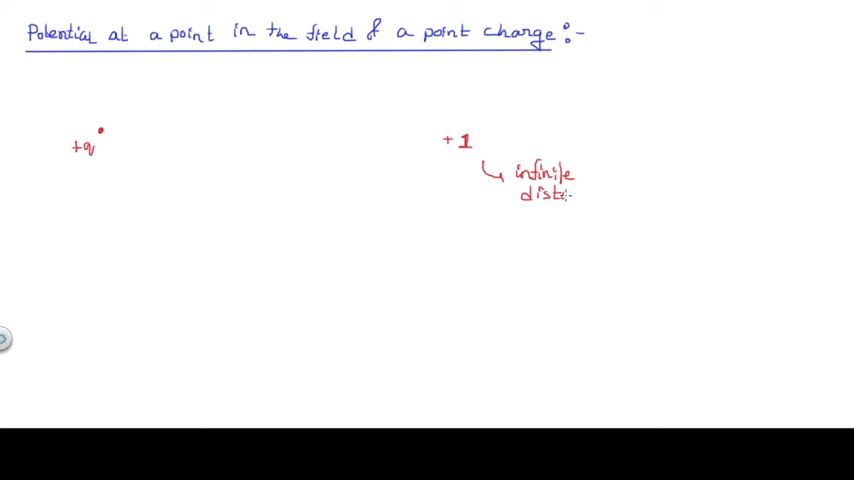 Potential at a point in the field of a point charge :-
+q
+1
infinite
dist